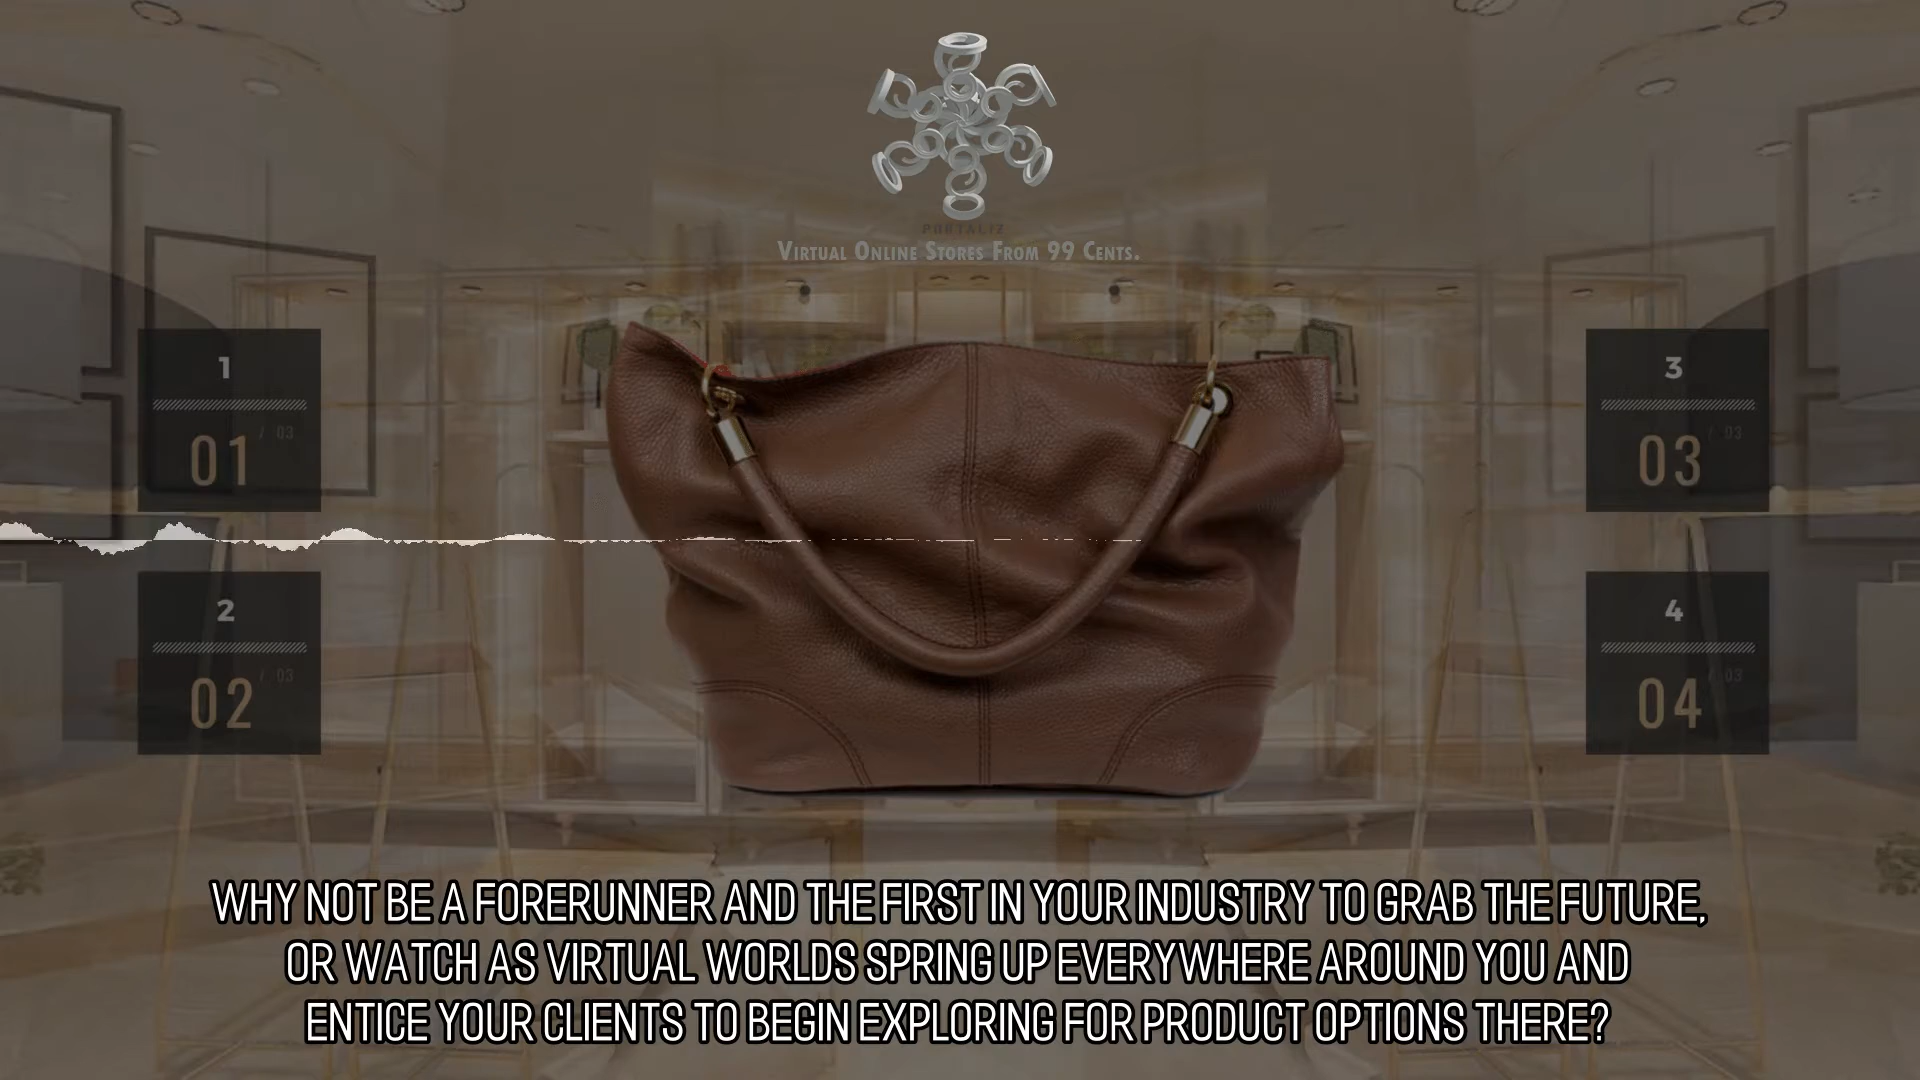 PORTALIZ
VIRTUAL ONLINE STORES FROM 99 CENTS.
1
01 / 03
2
02 / 03
3
03 / 03
4
04 / 03
WHY NOT BE A FORERUNNER AND THE FIRST IN YOUR INDUSTRY TO GRAB THE FUTURE,
OR WATCH AS VIRTUAL WORLDS SPRING UP EVERYWHERE AROUND YOU AND
ENTICE YOUR CLIENTS TO BEGIN EXPLORING FOR PRODUCT OPTIONS THERE?